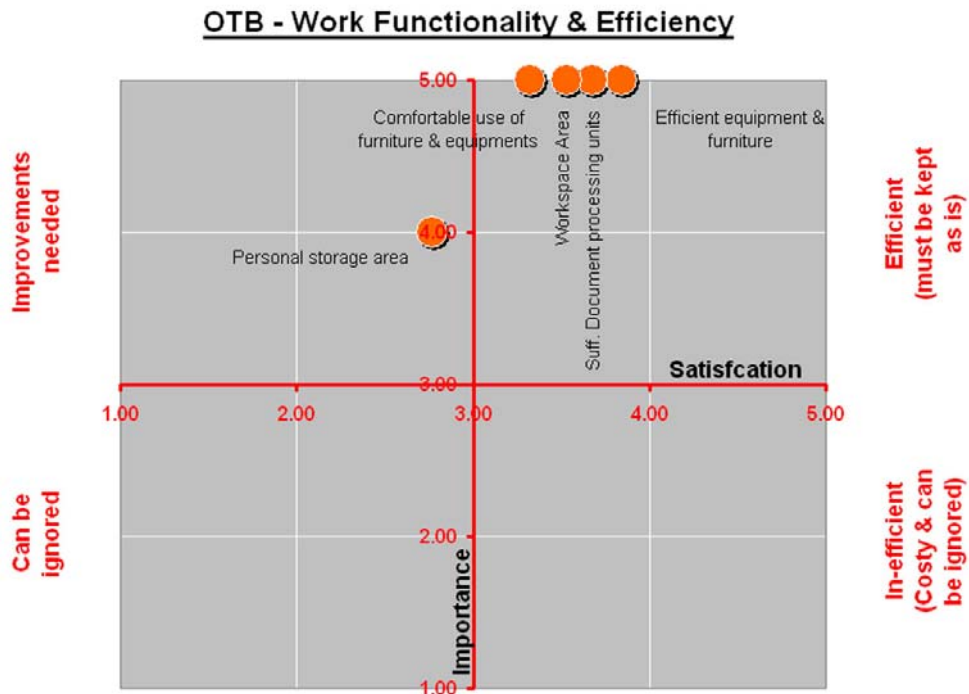 OTB - Work Functionality & Efficiency
5.00
Comfortable use of
furniture & equipments
Workspace Area
Suff. Document processing units
Efficient equipment &
furniture
Improvements
needed
Efficient
(must be kept
as is)
4.00
Personal storage area
Satisfcation
3.00
1.00
2.00
3.00
4.00
5.00
Can be
ignored
In-efficient
(Costy & can
be ignored)
2.00
Importance
1.00